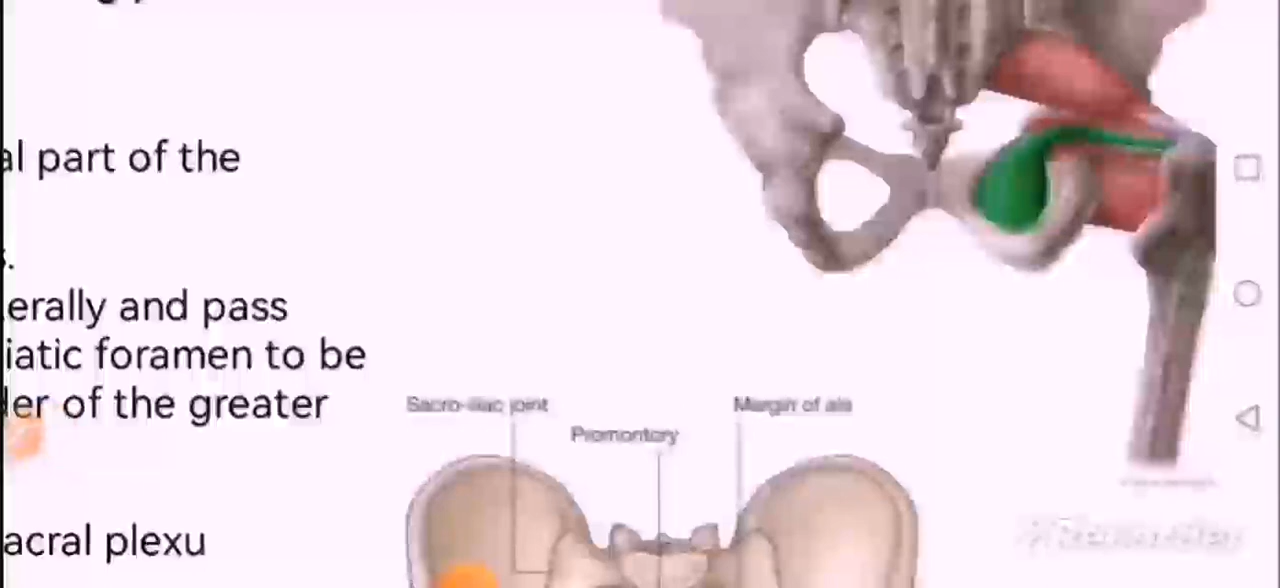 al part of the
s.
erally and pass
iatic foramen to be
der of the greater
Sacro-iliac joint
Margin of ala
Promontory
acral plexu